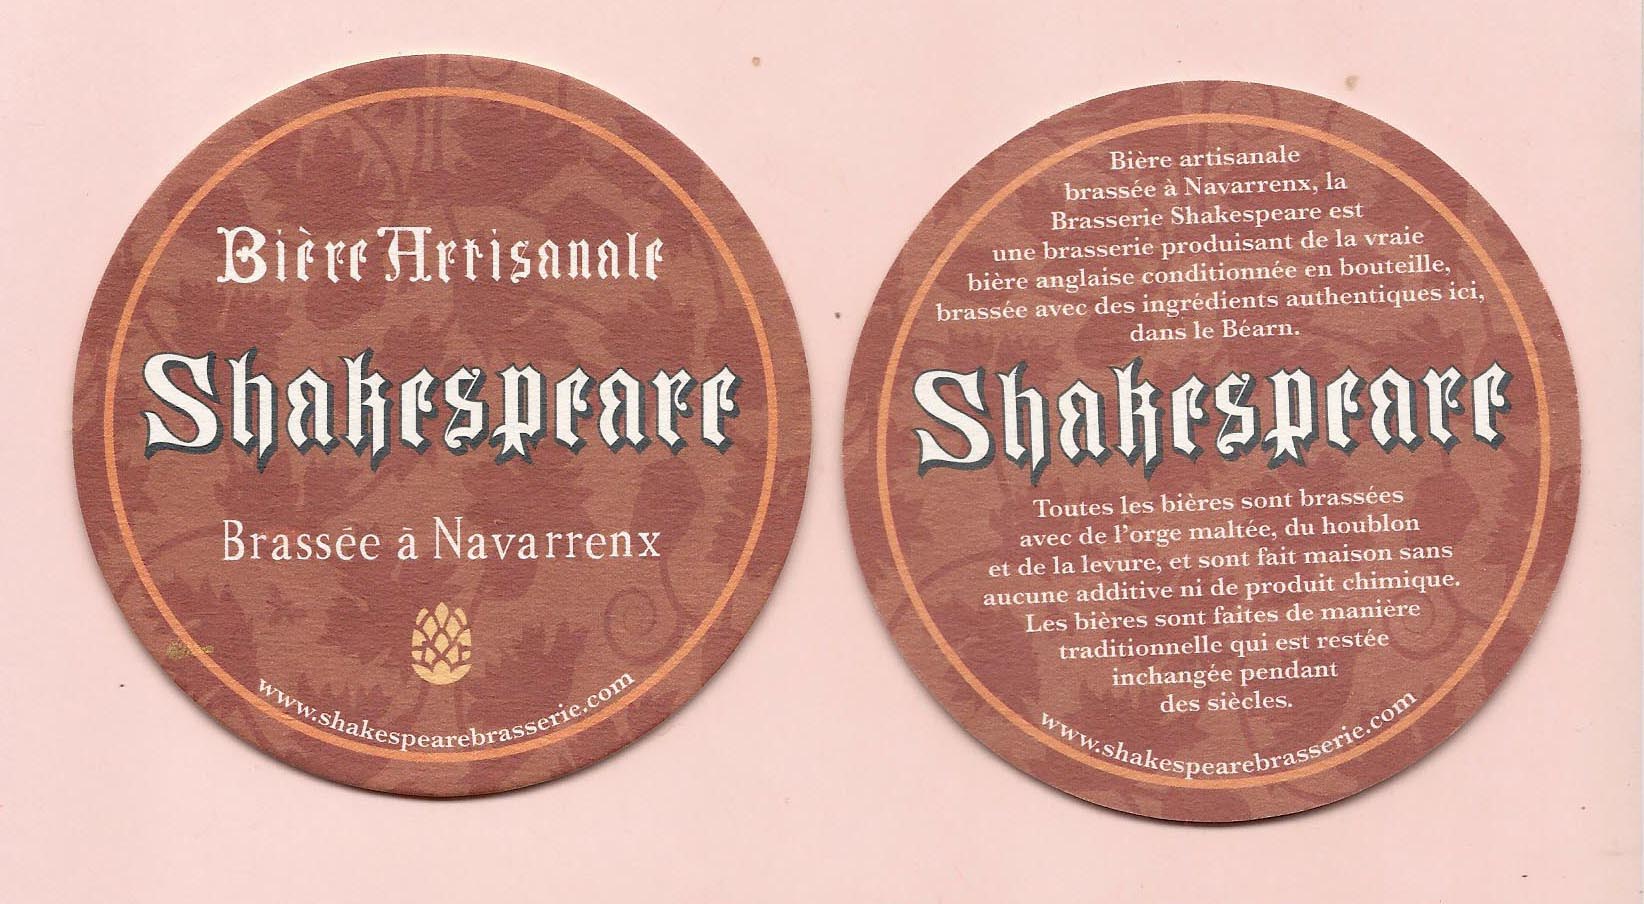 Bière Artisanale
Shakespeare
Brassée à Navarrenx
www.shakespearebrasserie.com
Bière artisanale
brassée à Navarrenx, la
Brasserie Shakespeare est
une brasserie produisant de la vraie
bière anglaise conditionnée en bouteille,
brassée avec des ingrédients authentiques ici,
dans le Béarn.
Shakespeare
Toutes les bières sont brassées
avec de l'orge maltée, du houblon
et de la levure, et sont fait maison sans
aucune additive ni de produit chimique.
Les bières sont faites de manière
traditionnelle qui est restée
inchangée pendant
des siècles.
www.shakespearebrasserie.com